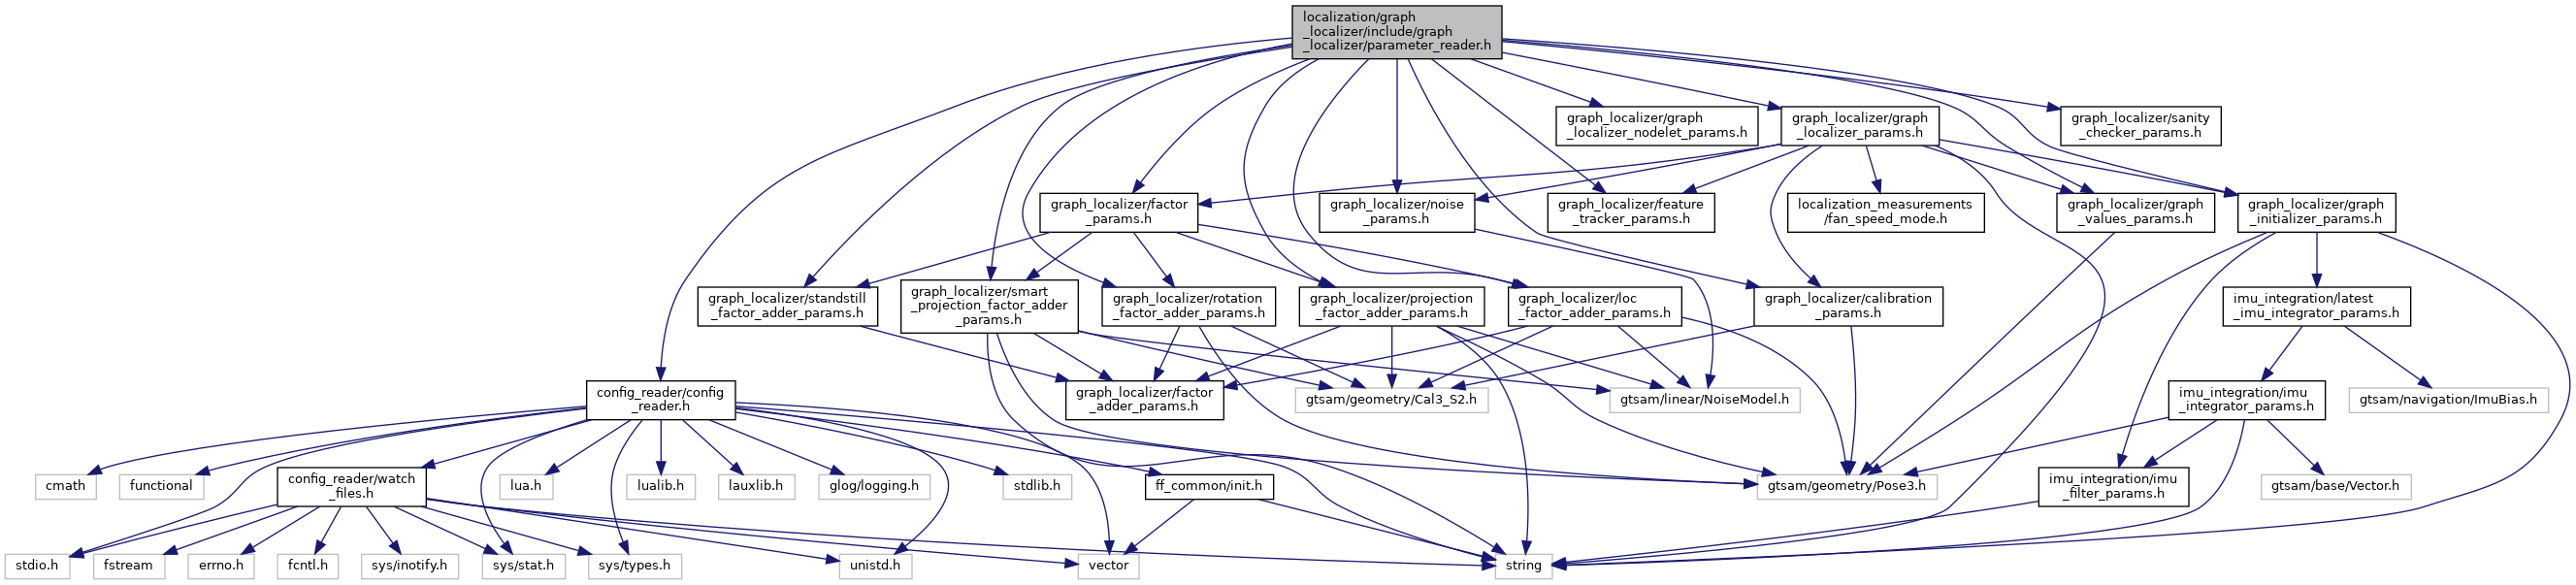 localization/graph
_localizer/include/graph
_localizer/parameter_reader.h
graph_localizer/graph
_localizer_nodelet_params.h
graph_localizer/graph
_localizer_params.h
graph_localizer/sanity
_checker_params.h
graph_localizer/factor
_params.h
graph_localizer/noise
_params.h
graph_localizer/feature
_tracker_params.h
localization_measurements
/fan_speed_mode.h
graph_localizer/graph
_values_params.h
graph_localizer/graph
_initializer_params.h
graph_localizer/standstill
_factor_adder_params.h
graph_localizer/smart
_projection_factor_adder
_params.h
graph_localizer/rotation
_factor_adder_params.h
graph_localizer/projection
_factor_adder_params.h
graph_localizer/loc
_factor_adder_params.h
graph_localizer/calibration
_params.h
imu_integration/latest
_imu_integrator_params.h
config_reader/config
_reader.h
graph_localizer/factor
_adder_params.h
gtsam/geometry/Cal3_S2.h
gtsam/linear/NoiseModel.h
imu_integration/imu
_integrator_params.h
gtsam/navigation/ImuBias.h
cmath
functional
config_reader/watch
_files.h
lua.h
lualib.h
lauxlib.h
glog/logging.h
stdlib.h
ff_common/init.h
gtsam/geometry/Pose3.h
imu_integration/imu
_filter_params.h
gtsam/base/Vector.h
stdio.h
fstream
errno.h
fcntl.h
sys/inotify.h
sys/stat.h
sys/types.h
unistd.h
vector
string